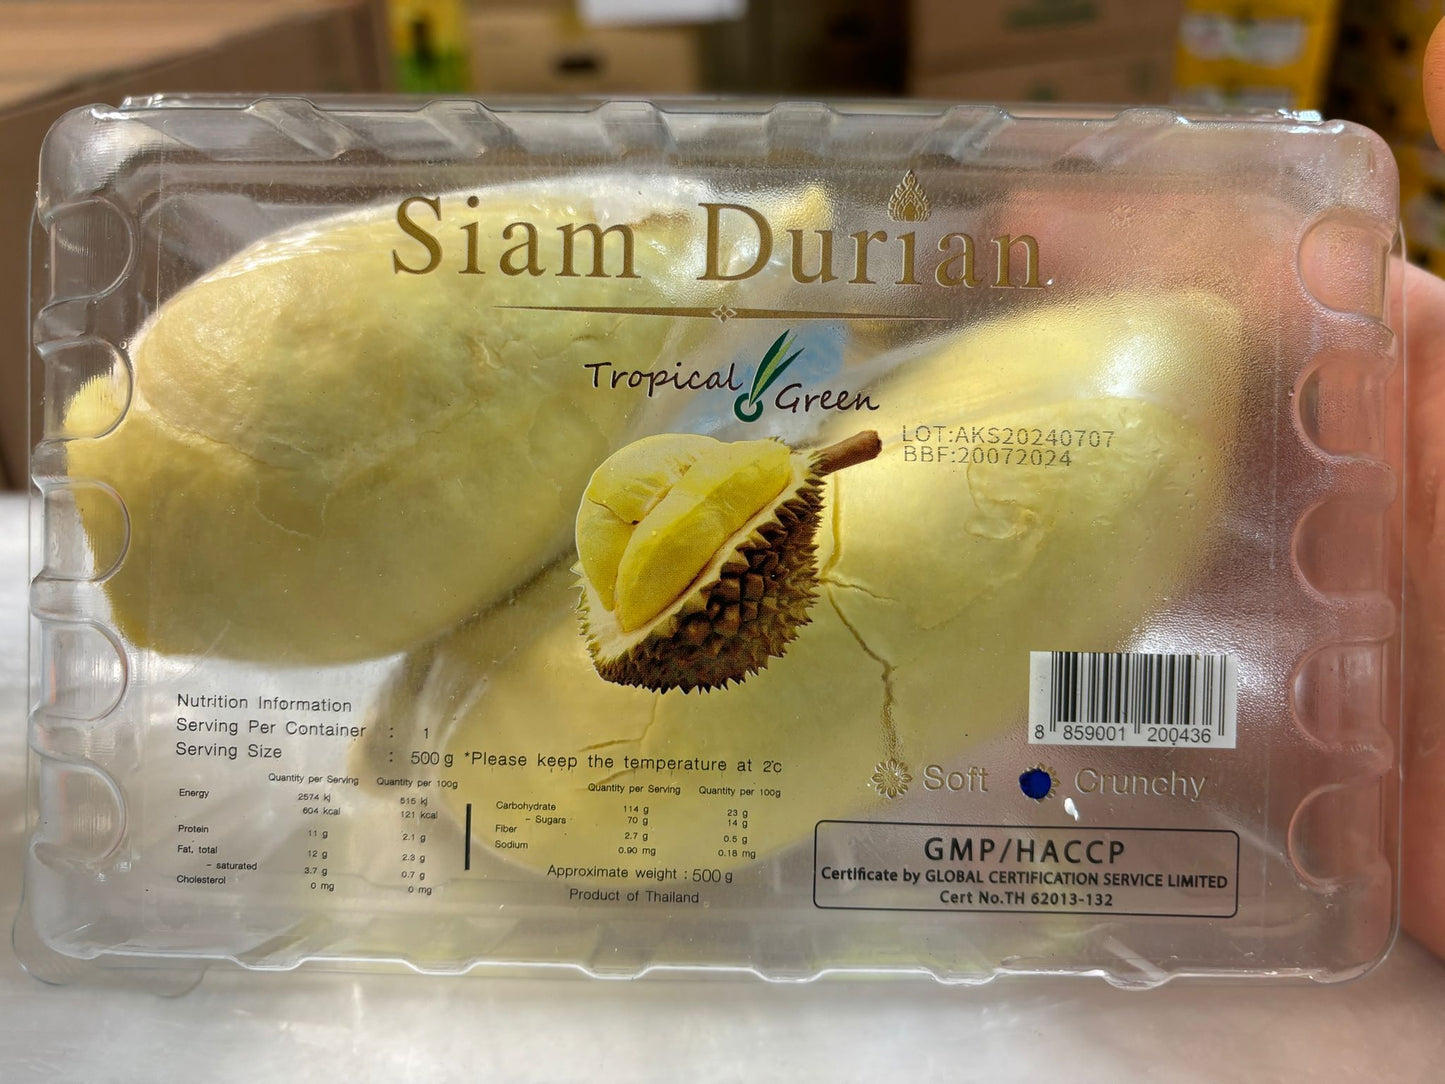 Siam Durian
Tropical Green
LOT:AKS20240707
BBF:20072024
Nutrition Information
Serving Per Container : 1
Serving Size : 500 g *Please keep the temperature at 2°c
Quantity per Serving Quantity per 100g
Energy 2574 kj 515 kj
604 kcal 121 kcal
Protein 11 g 2.1 g
Fat, total 12 g 2.3 g
- saturated 3.7 g 0.7 g
Cholesterol 0 mg 0 mg
Quantity per Serving Quantity per 100g
Carbohydrate 114 g 23 g
- Sugars 70 g 14 g
Fiber 2.7 g 0.5 g
Sodium 0.90 mg 0.18 mg
Approximate weight : 500 g
Product of Thailand
8 859001 200436
Soft Crunchy
GMP/HACCP
Certificate by GLOBAL CERTIFICATION SERVICE LIMITED
Cert No.TH 62013-132